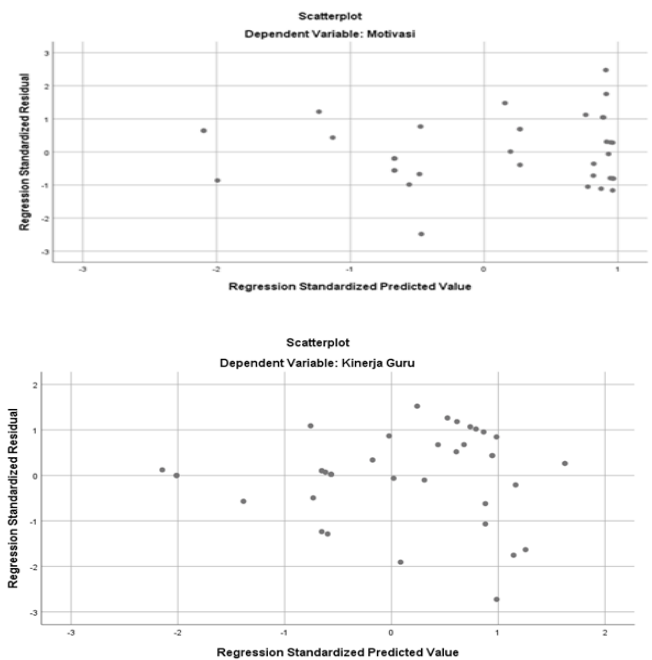 Scatterplot
Dependent Variable: Motivasi
Regression Standardized Residual
3
2
1
0
-1
-2
-3
-3 -2 -1 0 1
Regression Standardized Predicted Value
Scatterplot
Dependent Variable: Kinerja Guru
Regression Standardized Residual
2
1
0
-1
-2
-3
-3 -2 -1 0 1 2
Regression Standardized Predicted Value